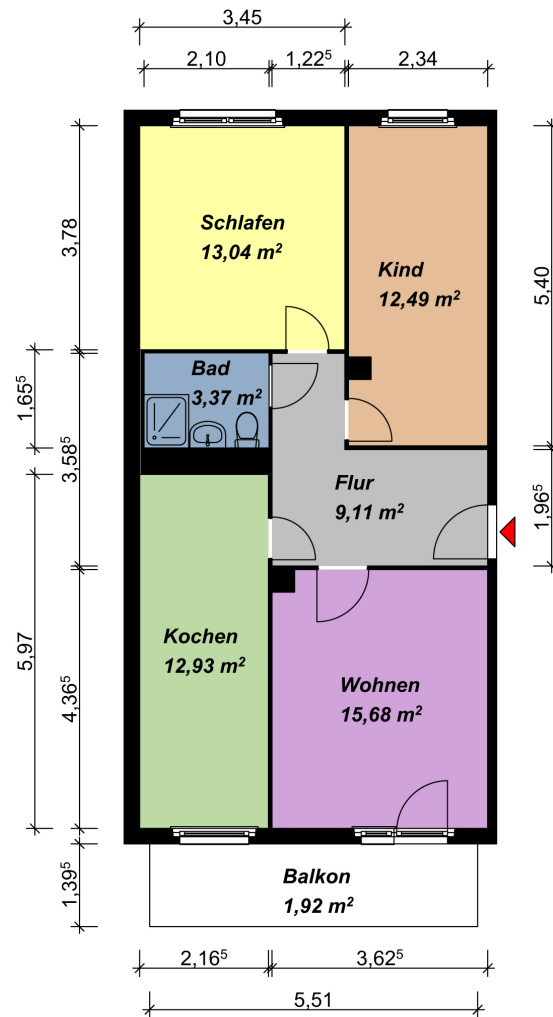 3,45
2,10
1,22⁵
2,34
Schlafen
13,04 m²
3,78
Kind
12,49 m²
5,40
Bad
3,37 m²
1,65⁵
3,58⁵
Flur
9,11 m²
1,96⁵
Kochen
12,93 m²
5,97
4,36⁵
Wohnen
15,68 m²
Balkon
1,92 m²
1,39⁵
2,16⁵
3,62⁵
5,51